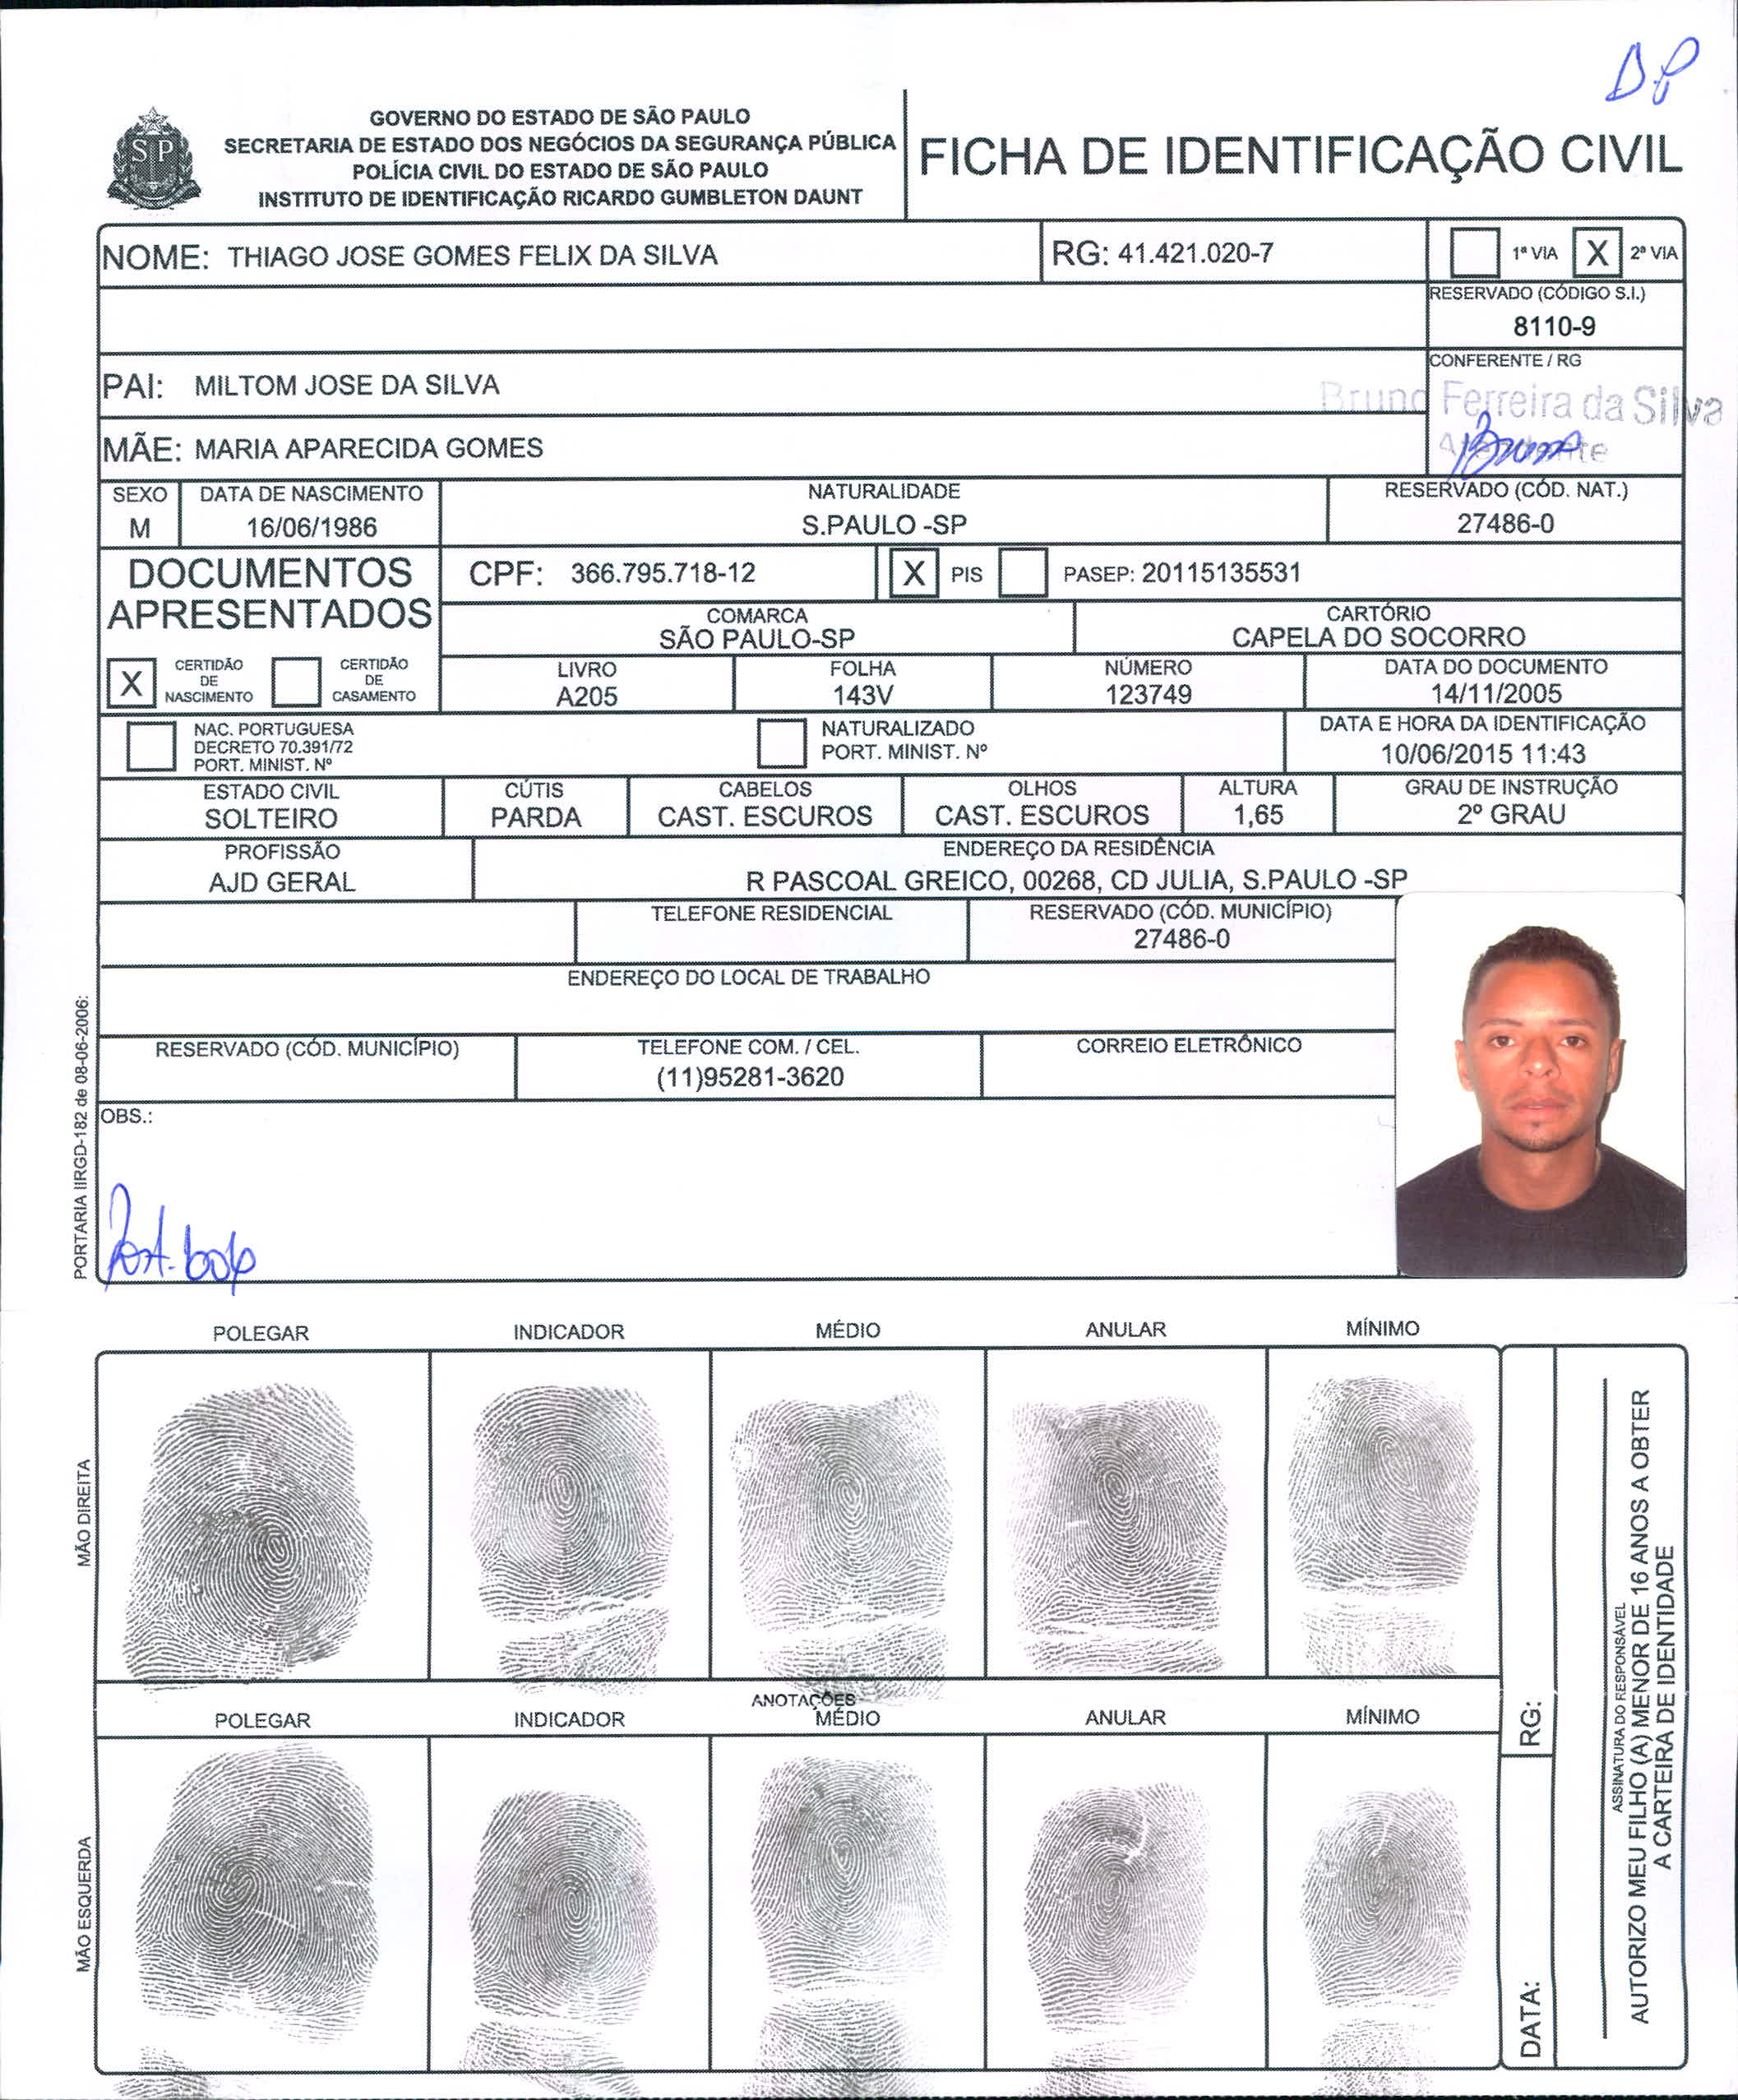 DP
GOVERNO DO ESTADO DE SÃO PAULO
SECRETARIA DE ESTADO DOS NEGÓCIOS DA SEGURANÇA PÚBLICA
POLÍCIA CIVIL DO ESTADO DE SÃO PAULO
INSTITUTO DE IDENTIFICAÇÃO RICARDO GUMBLETON DAUNT
SP
FICHA DE IDENTIFICAÇÃO CIVIL
NOME: THIAGO JOSE GOMES FELIX DA SILVA
RG: 41.421.020-7
1ª VIA X 2ª VIA
RESERVADO (CÓDIGO S.I.)
8110-9
PAI: MILTOM JOSE DA SILVA
CONFERENTE / RG
Bruno Ferreira da Silva
Atendente
Bruno
MÃE: MARIA APARECIDA GOMES
SEXO DATA DE NASCIMENTO NATURALIDADE RESERVADO (CÓD. NAT.)
M 16/06/1986 S.PAULO -SP 27486-0
DOCUMENTOS
APRESENTADOS
CPF: 366.795.718-12 X PIS PASEP: 20115135531
COMARCA CARTÓRIO
SÃO PAULO-SP CAPELA DO SOCORRO
X CERTIDÃO DE NASCIMENTO CERTIDÃO DE CASAMENTO
LIVRO FOLHA NÚMERO DATA DO DOCUMENTO
A205 143V 123749 14/11/2005
NAC. PORTUGUESA
DECRETO 70.391/72
PORT. MINIST. Nº
NATURALIZADO
PORT. MINIST. Nº
DATA E HORA DA IDENTIFICAÇÃO
10/06/2015 11:43
ESTADO CIVIL CÚTIS CABELOS OLHOS ALTURA GRAU DE INSTRUÇÃO
SOLTEIRO PARDA CAST. ESCUROS CAST. ESCUROS 1,65 2º GRAU
PROFISSÃO ENDEREÇO DA RESIDÊNCIA
AJD GERAL R PASCOAL GREICO, 00268, CD JULIA, S.PAULO -SP
TELEFONE RESIDENCIAL RESERVADO (CÓD. MUNICÍPIO)
27486-0
ENDEREÇO DO LOCAL DE TRABALHO
RESERVADO (CÓD. MUNICÍPIO) TELEFONE COM. / CEL. CORREIO ELETRÔNICO
(11)95281-3620
OBS.:
PORTARIA IIRGD-182 de 08-06-2006:
POLEGAR INDICADOR MÉDIO ANULAR MÍNIMO
MÃO DIREITA
ANOTAÇÕES
POLEGAR INDICADOR MÉDIO ANULAR MÍNIMO
MÃO ESQUERDA
RG:
DATA:
ASSINATURA DO RESPONSÁVEL
AUTORIZO MEU FILHO (A) MENOR DE 16 ANOS A OBTER
A CARTEIRA DE IDENTIDADE